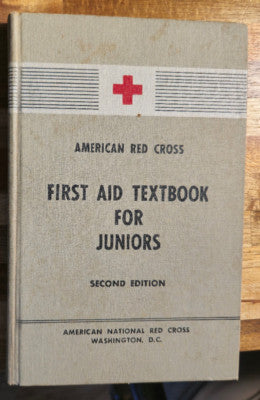 AMERICAN RED CROSS
FIRST AID TEXTBOOK
FOR
JUNIORS
SECOND EDITION
AMERICAN NATIONAL RED CROSS
WASHINGTON, D.C.